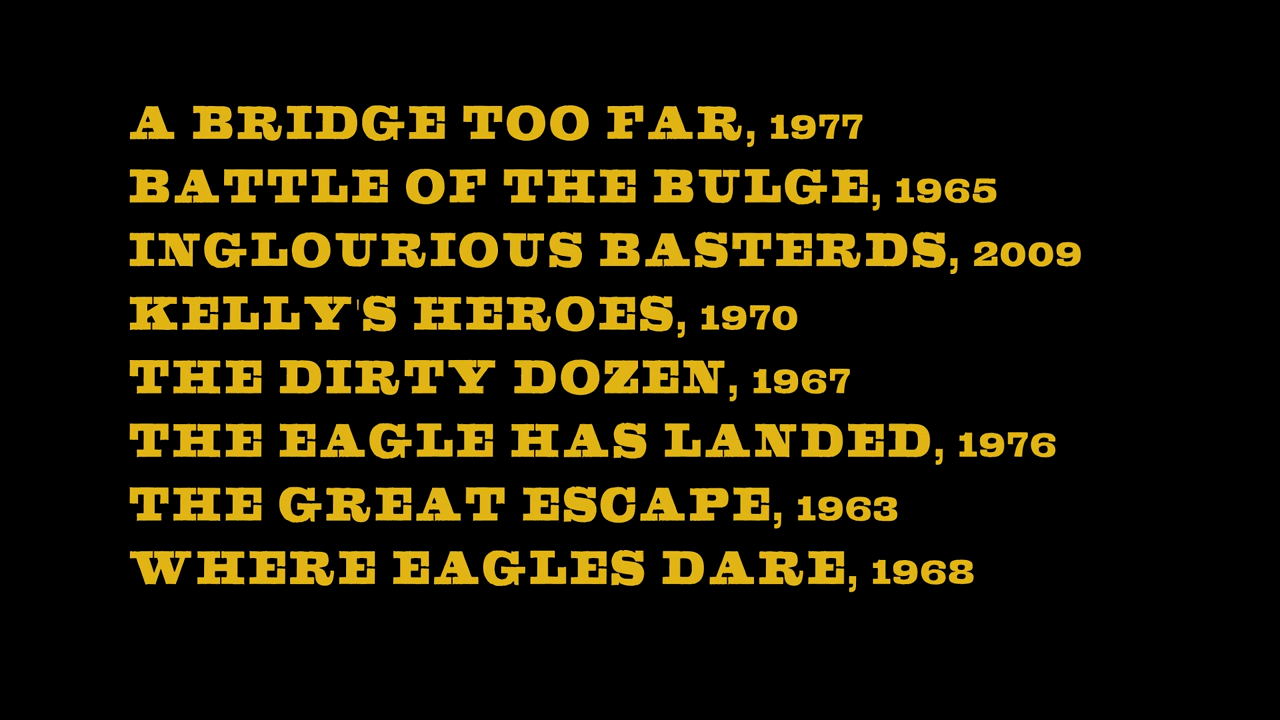 A BRIDGE TOO FAR, 1977
BATTLE OF THE BULGE, 1965
INGLOURIOUS BASTERDS, 2009
KELLY'S HEROES, 1970
THE DIRTY DOZEN, 1967
THE EAGLE HAS LANDED, 1976
THE GREAT ESCAPE, 1963
WHERE EAGLES DARE, 1968